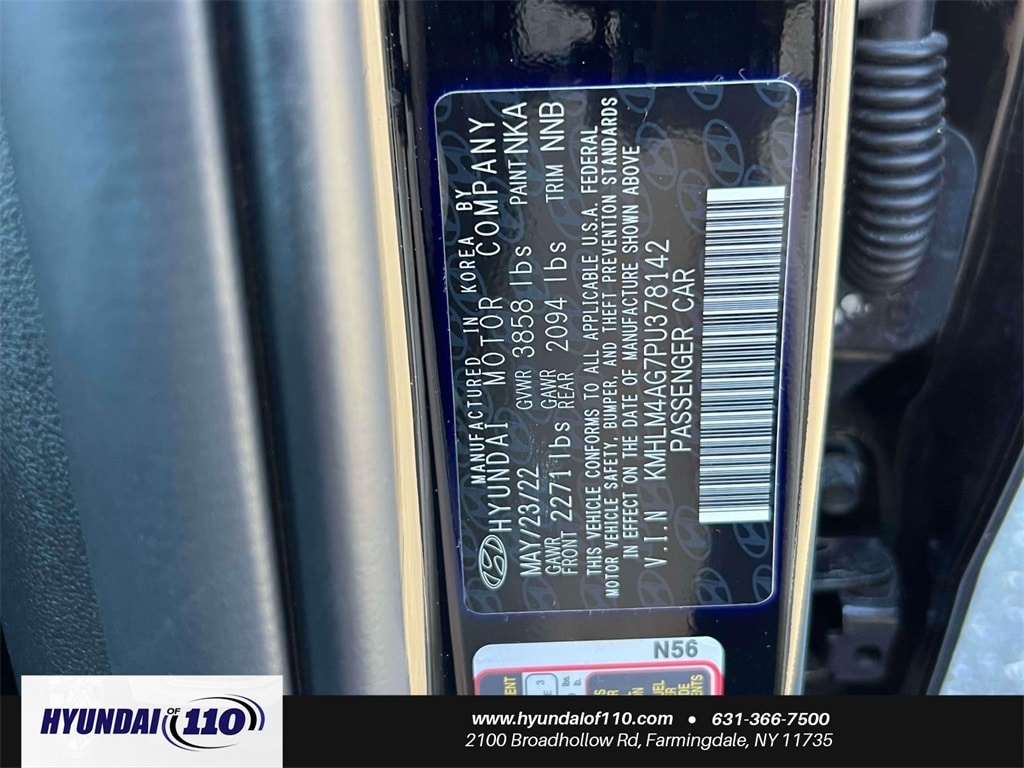 MANUFACTURED IN KOREA BY
HYUNDAI MOTOR COMPANY
MAY/23/22 GVWR 3858 lbs PAINT NKA
GAWR FRONT 2271 lbs GAWR REAR 2094 lbs TRIM NNB
THIS VEHICLE CONFORMS TO ALL APPLICABLE U.S.A. FEDERAL
MOTOR VEHICLE SAFETY, BUMPER, AND THEFT PREVENTION STANDARDS
IN EFFECT ON THE DATE OF MANUFACTURE SHOWN ABOVE
V.I.N KMHLM4AG7PU378142
PASSENGER CAR
N56
HYUNDAI OF 110
www.hyundaiof110.com • 631-366-7500
2100 Broadhollow Rd, Farmingdale, NY 11735